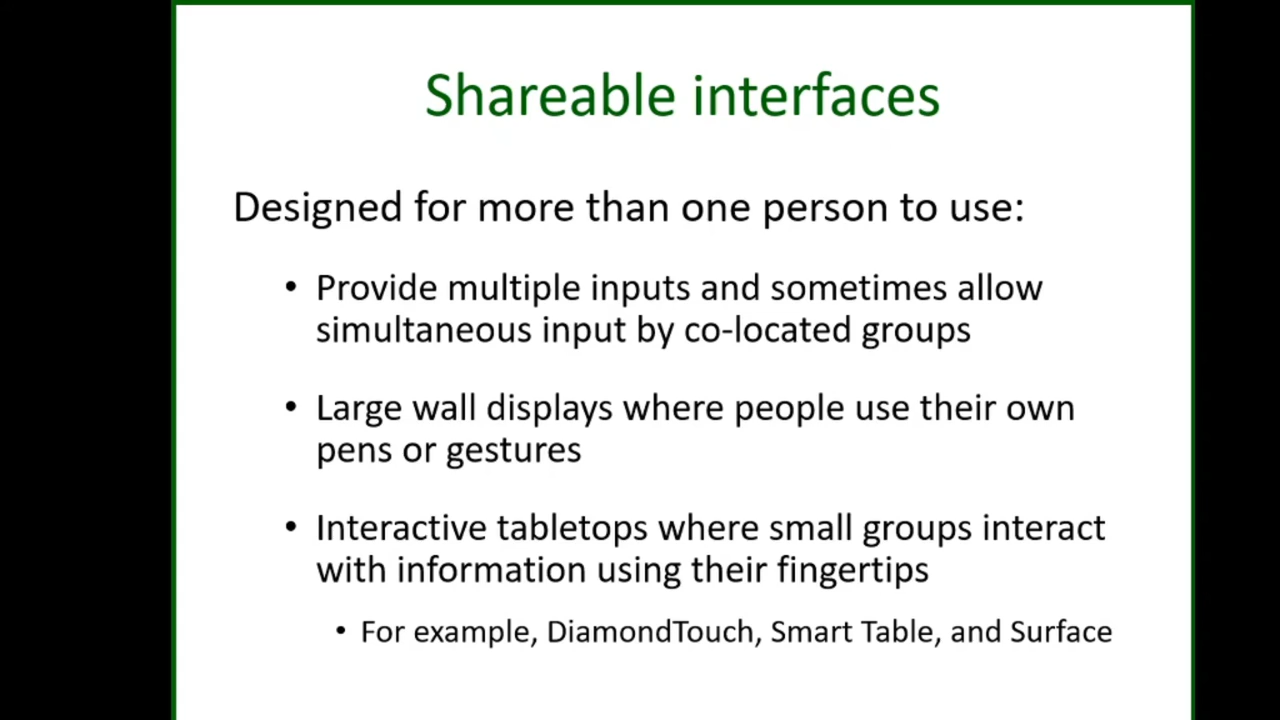 Shareable interfaces
Designed for more than one person to use:
• Provide multiple inputs and sometimes allow
simultaneous input by co-located groups
• Large wall displays where people use their own
pens or gestures
• Interactive tabletops where small groups interact
with information using their fingertips
• For example, DiamondTouch, Smart Table, and Surface